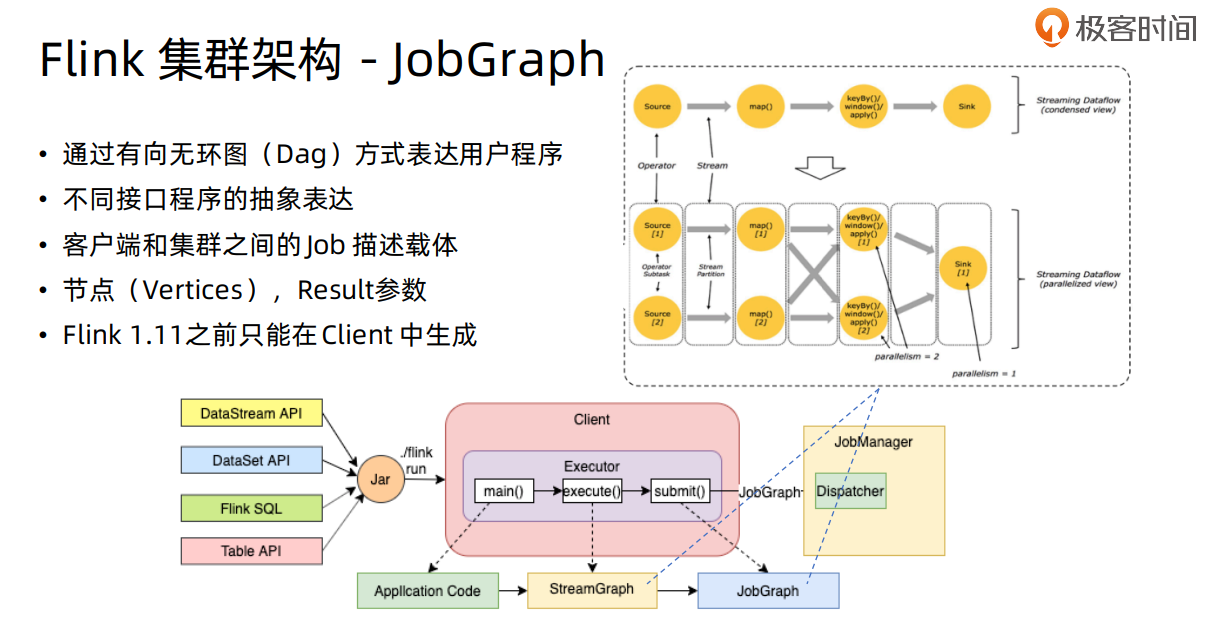 极客时间
Flink 集群架构 - JobGraph
• 通过有向无环图（Dag）方式表达用户程序
• 不同接口程序的抽象表达
• 客户端和集群之间的Job 描述载体
• 节点（Vertices），Result参数
• Flink 1.11之前只能在Client 中生成
Source
map()
keyBy()/
window()/
apply()
Sink
Streaming Dataflow
(condensed view)
Operator
Stream
Source
[1]
map()
[1]
keyBy()/
window()/
apply()
[1]
Operator
Subtask
Stream
Partition
Sink
[1]
Streaming Dataflow
(parallelized view)
Source
[2]
map()
[2]
keyBy()/
window()/
apply()
[2]
parallelism = 2
parallelism = 1
DataStream API
DataSet API
Flink SQL
Table API
Jar
./flink
run
Client
Executor
main()
execute()
submit()
JobGraph
JobManager
Dispatcher
Appllcation Code
StreamGraph
JobGraph